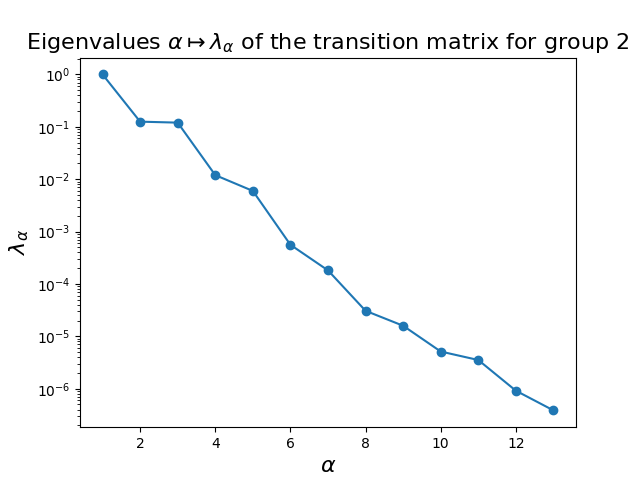 Eigenvalues α ↦ λ_α of the transition matrix for group 2
10^0
10^-1
10^-2
10^-3
10^-4
10^-5
10^-6
λ_α
2 4 6 8 10 12
α